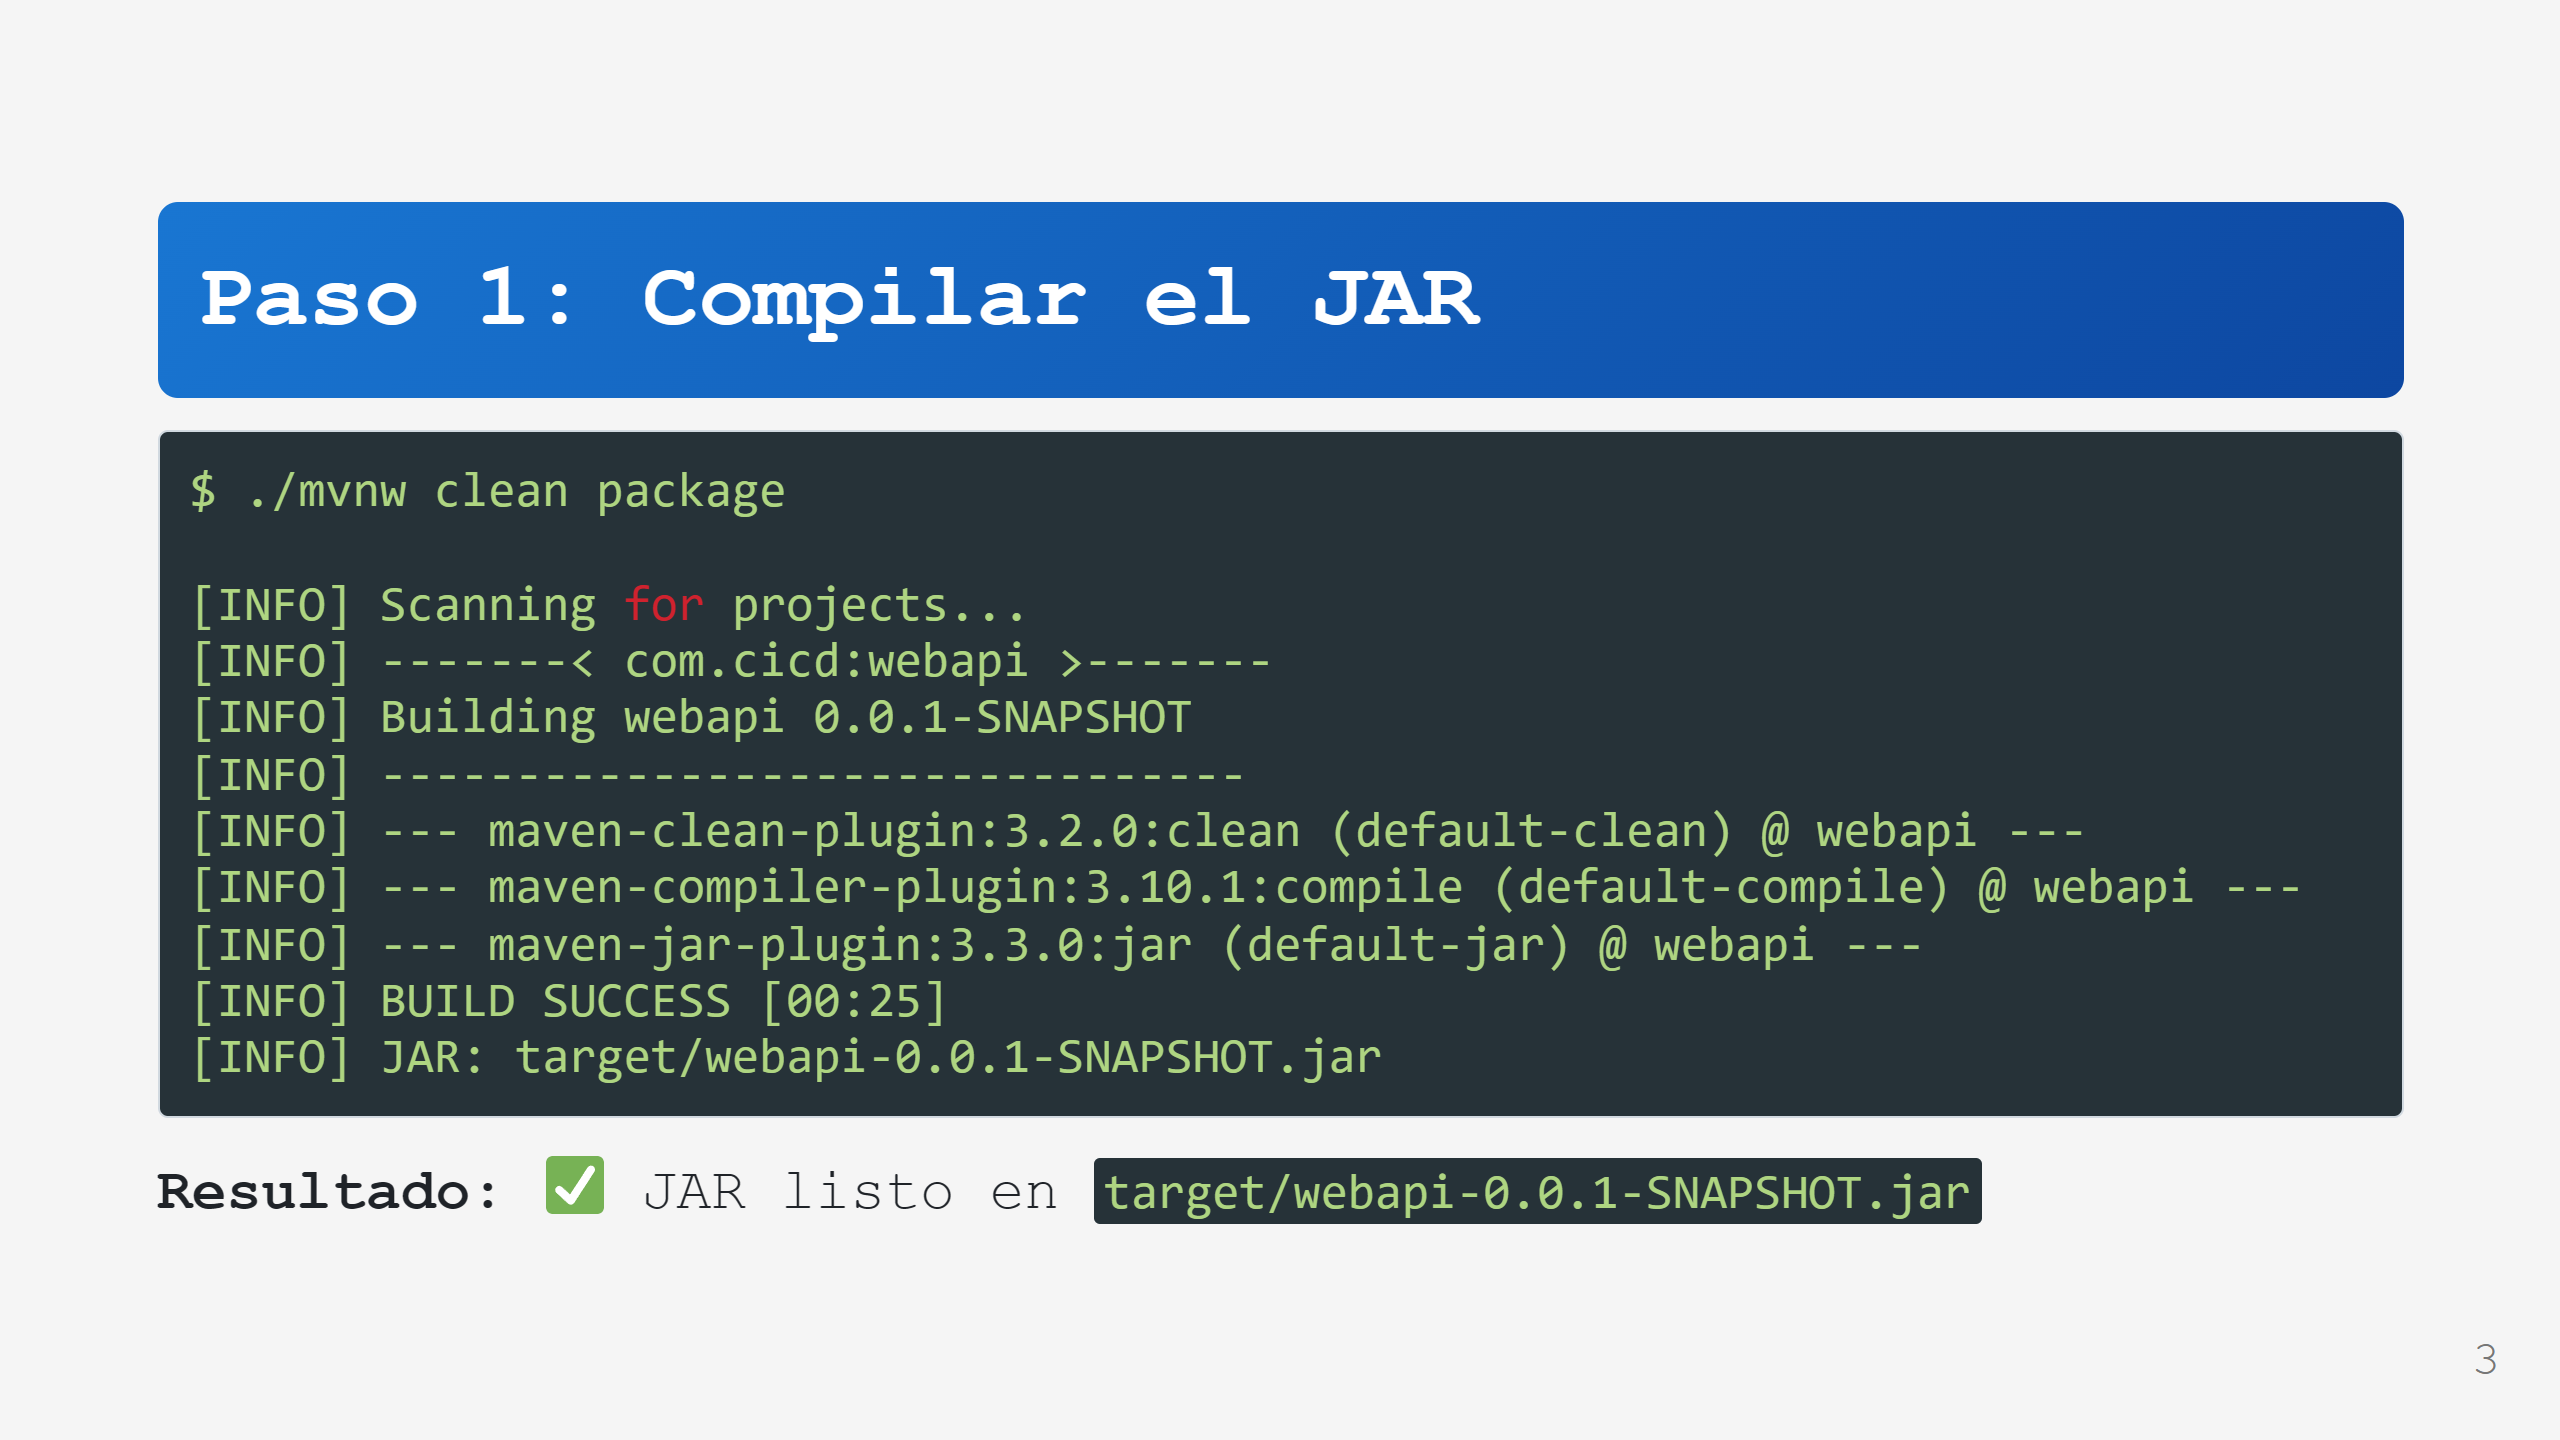 Paso 1: Compilar el JAR
$ ./mvnw clean package
[INFO] Scanning for projects...
[INFO] -------< com.cicd:webapi >-------
[INFO] Building webapi 0.0.1-SNAPSHOT
[INFO] --------------------------------
[INFO] --- maven-clean-plugin:3.2.0:clean (default-clean) @ webapi ---
[INFO] --- maven-compiler-plugin:3.10.1:compile (default-compile) @ webapi ---
[INFO] --- maven-jar-plugin:3.3.0:jar (default-jar) @ webapi ---
[INFO] BUILD SUCCESS [00:25]
[INFO] JAR: target/webapi-0.0.1-SNAPSHOT.jar
Resultado: ✅ JAR listo en target/webapi-0.0.1-SNAPSHOT.jar
3